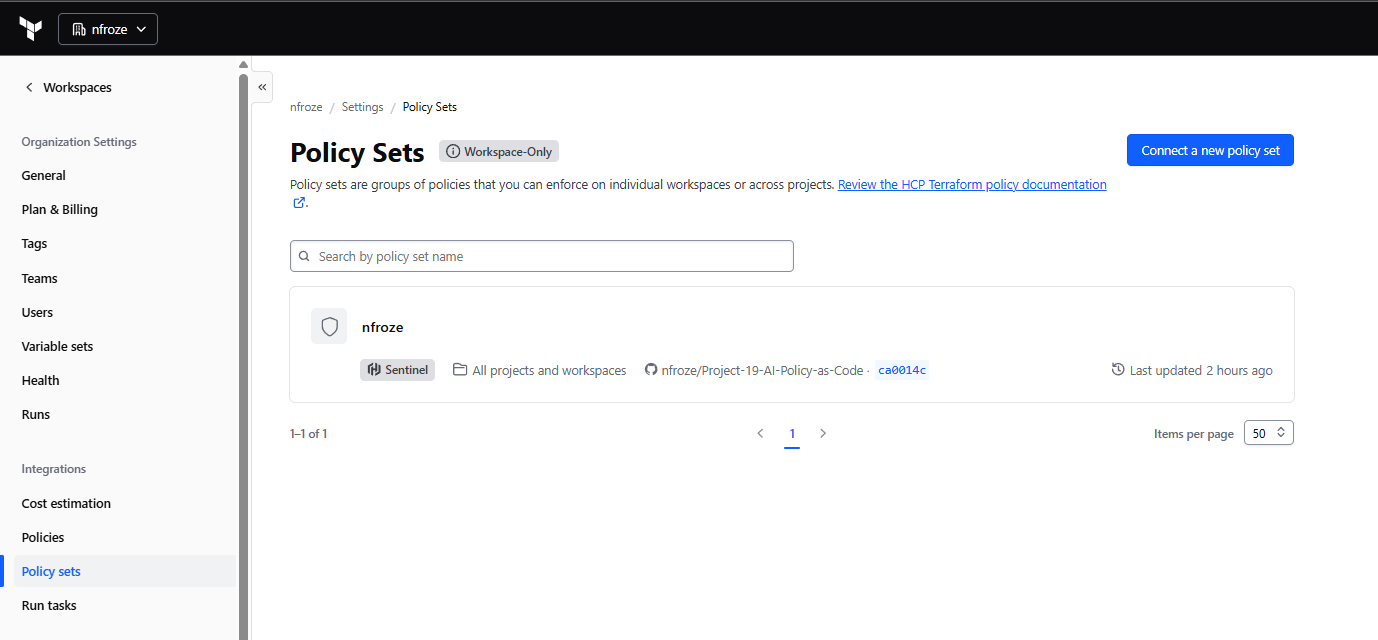 nfroze
Workspaces
Organization Settings
General
Plan & Billing
Tags
Teams
Users
Variable sets
Health
Runs
Integrations
Cost estimation
Policies
Policy sets
Run tasks
nfroze / Settings / Policy Sets
Policy Sets Workspace-Only
Connect a new policy set
Policy sets are groups of policies that you can enforce on individual workspaces or across projects. Review the HCP Terraform policy documentation
.
Search by policy set name
nfroze
Sentinel All projects and workspaces nfroze/Project-19-AI-Policy-as-Code · ca0014c Last updated 2 hours ago
1–1 of 1 1 Items per page 50